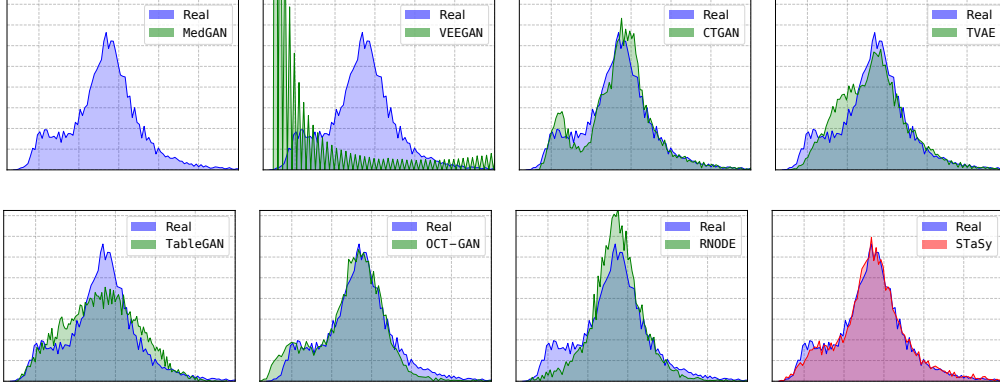 Real
MedGAN
Real
VEEGAN
Real
CTGAN
Real
TVAE
Real
TableGAN
Real
OCT-GAN
Real
RNODE
Real
STaSy